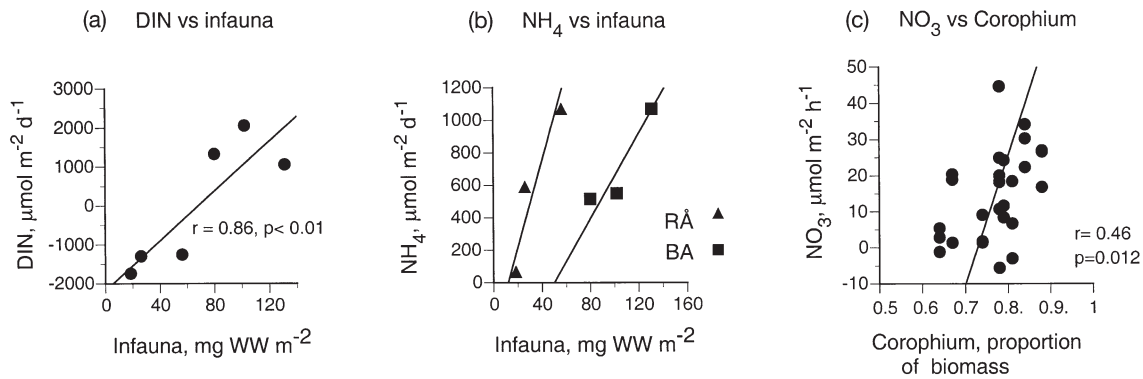 (a) DIN vs infauna
DIN, μmol m-2 d-1
3000
2000
1000
0
-1000
-2000
r = 0.86, p< 0.01
0 40 80 120
Infauna, mg WW m-2
(b) NH4 vs infauna
NH4, μmol m-2 d-1
1200
1000
800
600
400
200
0
RÅ
BA
0 40 80 120 160
Infauna, mg WW m-2
(c) NO3 vs Corophium
NO3, μmol m-2 h-1
50
40
30
20
10
0
-10
r= 0.46
p=0.012
0.5 0.6 0.7 0.8. 0.9. 1
Corophium, proportion
of biomass